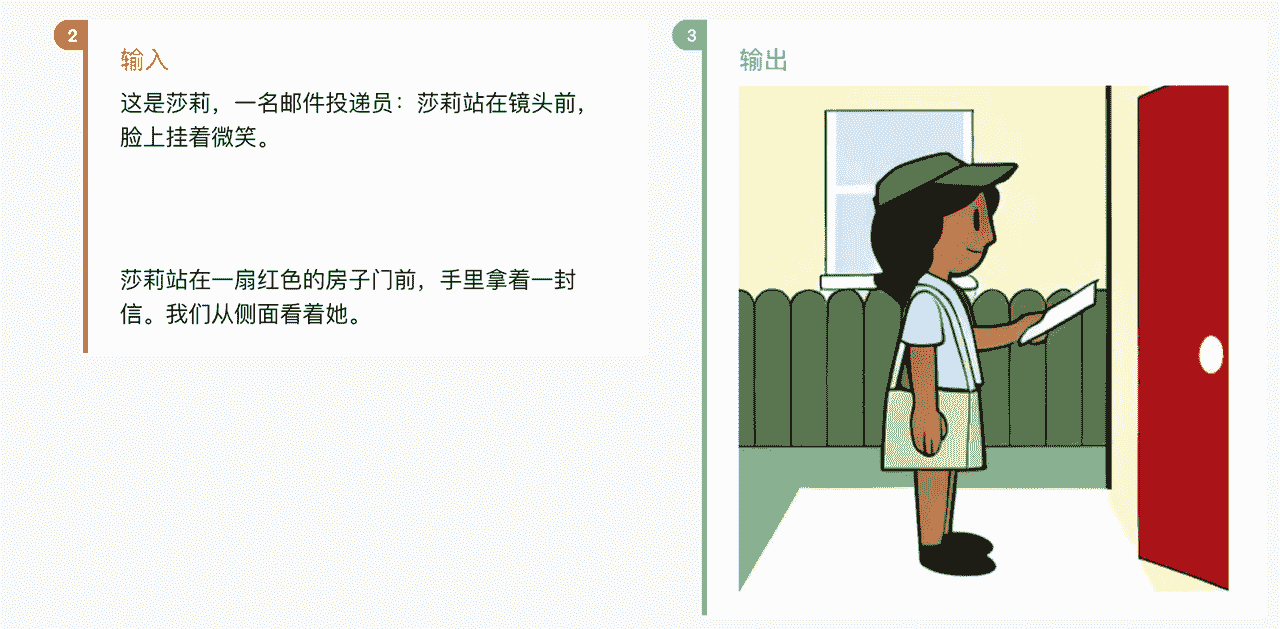 2
输入
这是莎莉，一名邮件投递员：莎莉站在镜头前，
脸上挂着微笑。
莎莉站在一扇红色的房子门前，手里拿着一封
信。我们从侧面看着她。
3
输出